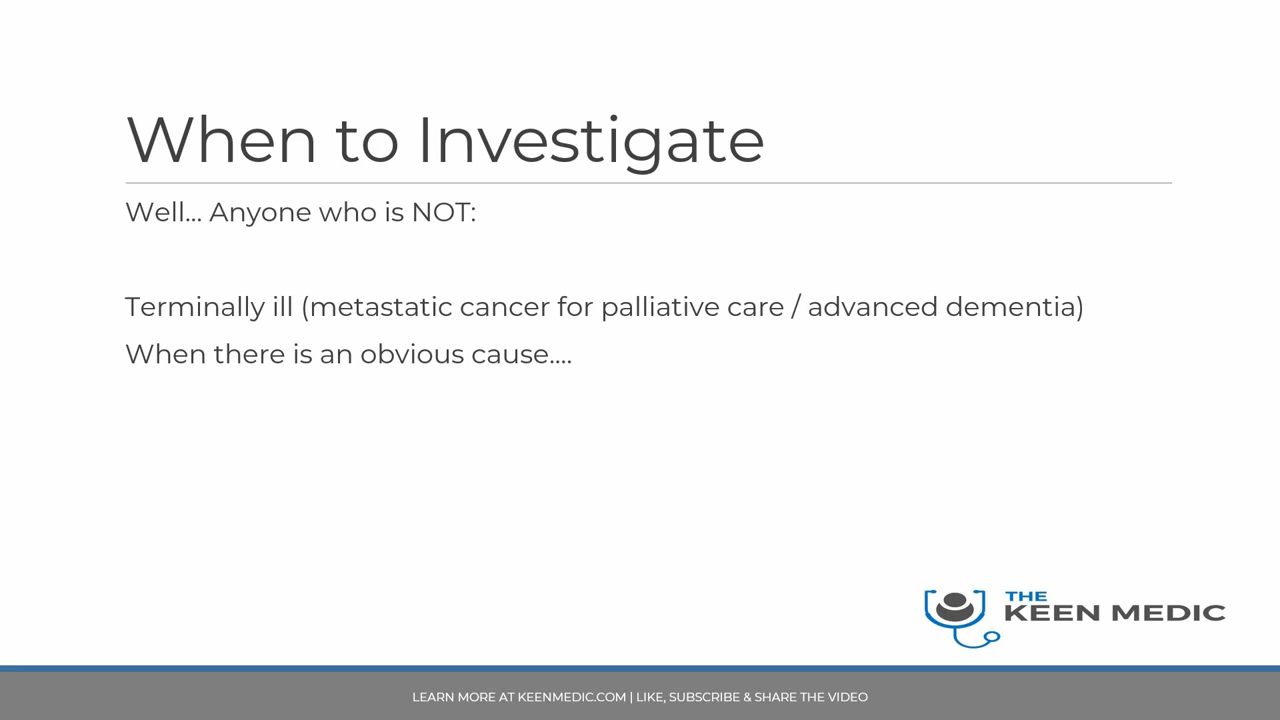 When to Investigate
Well... Anyone who is NOT:
Terminally ill (metastatic cancer for palliative care / advanced dementia)
When there is an obvious cause....
THE
KEEN MEDIC
LEARN MORE AT KEENMEDIC.COM | LIKE, SUBSCRIBE & SHARE THE VIDEO